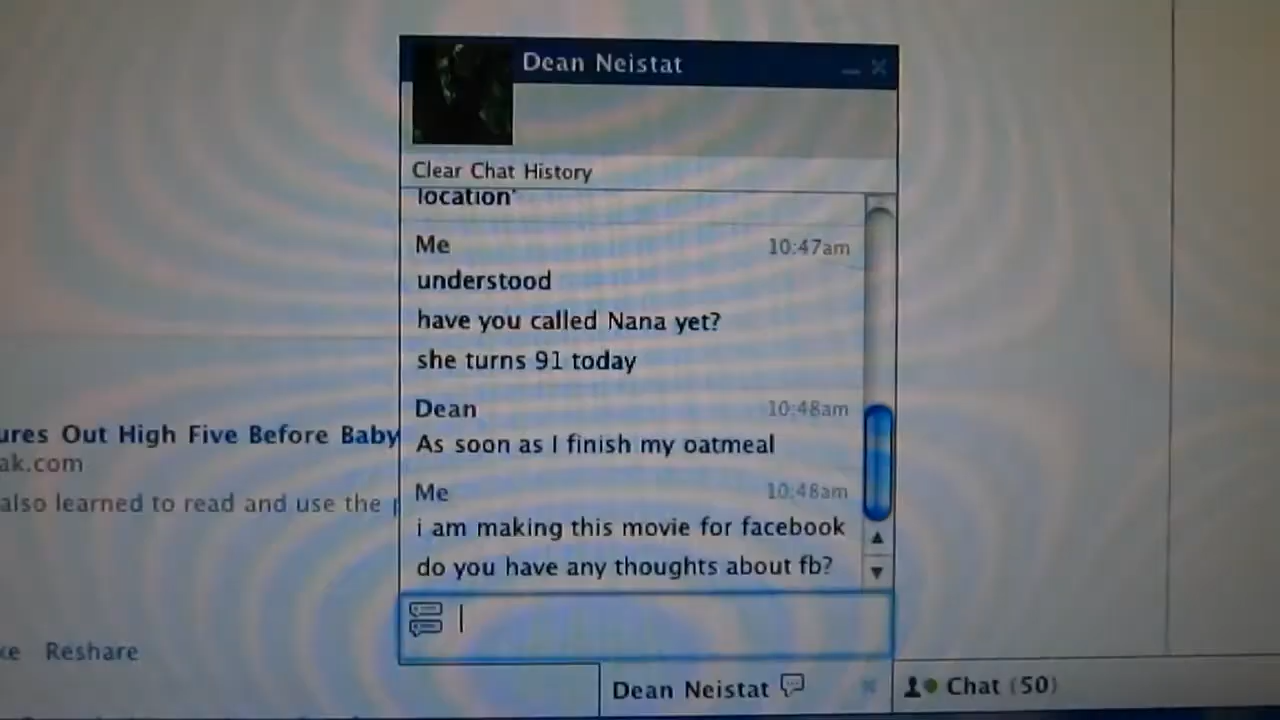 Dean Neistat
Clear Chat History
location'
Me 10:47am
understood
have you called Nana yet?
she turns 91 today
Dean 10:48am
As soon as I finish my oatmeal
Me 10:48am
i am making this movie for facebook
do you have any thoughts about fb?
ures Out High Five Before Baby
ak.com
also learned to read and use the
ke Reshare
Dean Neistat
Chat (50)